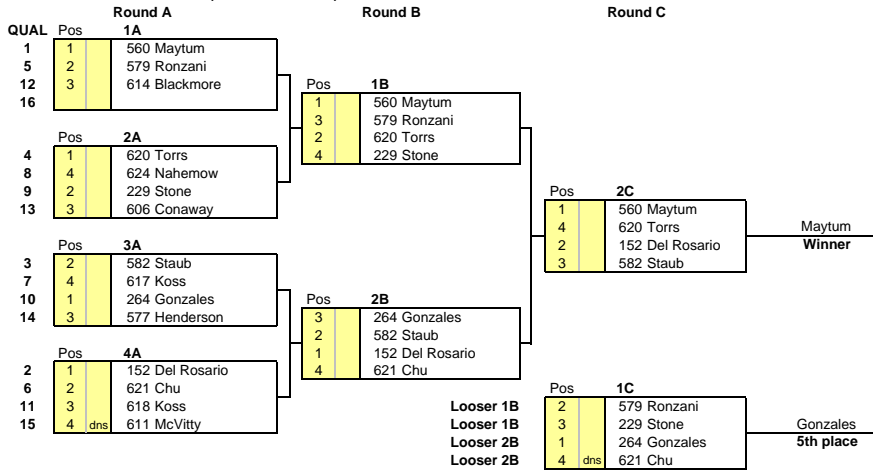 Round A Round B Round C
QUAL Pos 1A
1 1 560 Maytum
5 2 579 Ronzani
12 3 614 Blackmore
16
Pos 2A
4 1 620 Torrs
8 4 624 Nahemow
9 2 229 Stone
13 3 606 Conaway
Pos 3A
3 2 582 Staub
7 4 617 Koss
10 1 264 Gonzales
14 3 577 Henderson
Pos 4A
2 1 152 Del Rosario
6 2 621 Chu
11 3 618 Koss
15 4 dns 611 McVitty
Pos 1B
1 560 Maytum
3 579 Ronzani
2 620 Torrs
4 229 Stone
Pos 2B
3 264 Gonzales
2 582 Staub
1 152 Del Rosario
4 621 Chu
Pos 2C
1 560 Maytum
4 620 Torrs
2 152 Del Rosario
3 582 Staub
Maytum
Winner
Pos 1C
Looser 1B 2 579 Ronzani
Looser 1B 3 229 Stone
Looser 2B 1 264 Gonzales
Looser 2B 4 dns 621 Chu
Gonzales
5th place